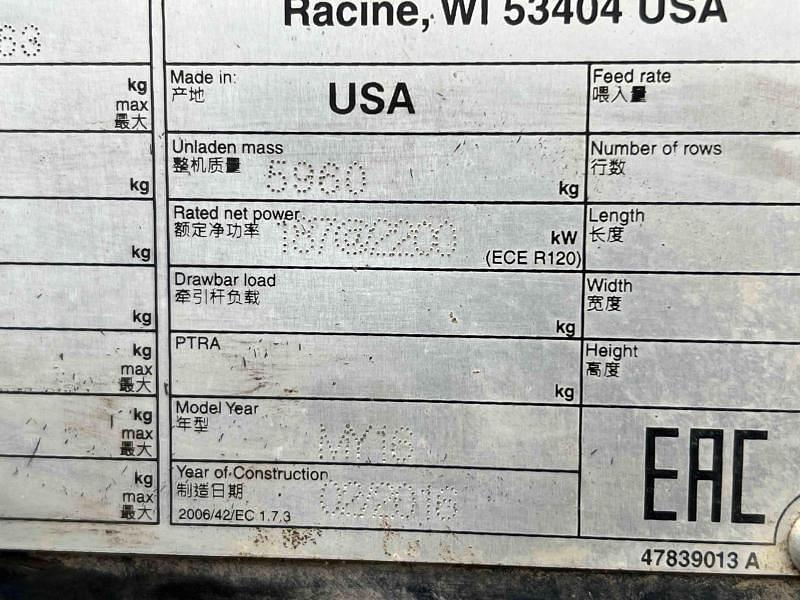 Racine, WI 53404 USA
63
kg
max
最大
kg
kg
kg
kg
max
最大
kg
max
最大
kg
max
最大
Made in:
产地
USA
Unladen mass
整机质量
5960
kg
Rated net power
额定净功率
187@2200
kW
(ECE R120)
Drawbar load
牵引杆负载
kg
PTRA
kg
Model Year
年型
MY16
Year of Construction
制造日期
02/2016
2006/42/EC 1.7.3
Feed rate
喂入量
Number of rows
行数
Length
长度
Width
宽度
Height
高度
EAC
47839013 A